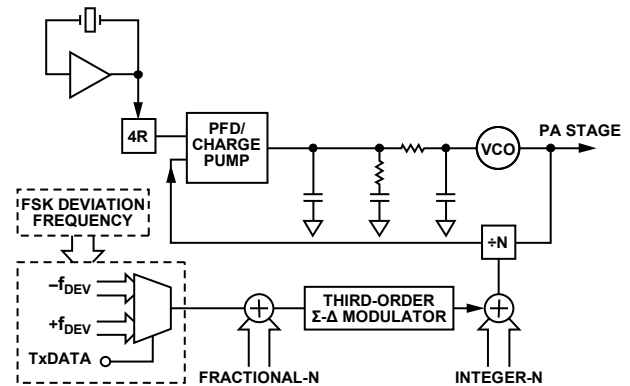 4R
PFD/
CHARGE
PUMP
VCO
PA STAGE
FSK DEVIATION
FREQUENCY
÷N
–fDEV
+fDEV
TxDATA
THIRD-ORDER
Σ-Δ MODULATOR
FRACTIONAL-N
INTEGER-N